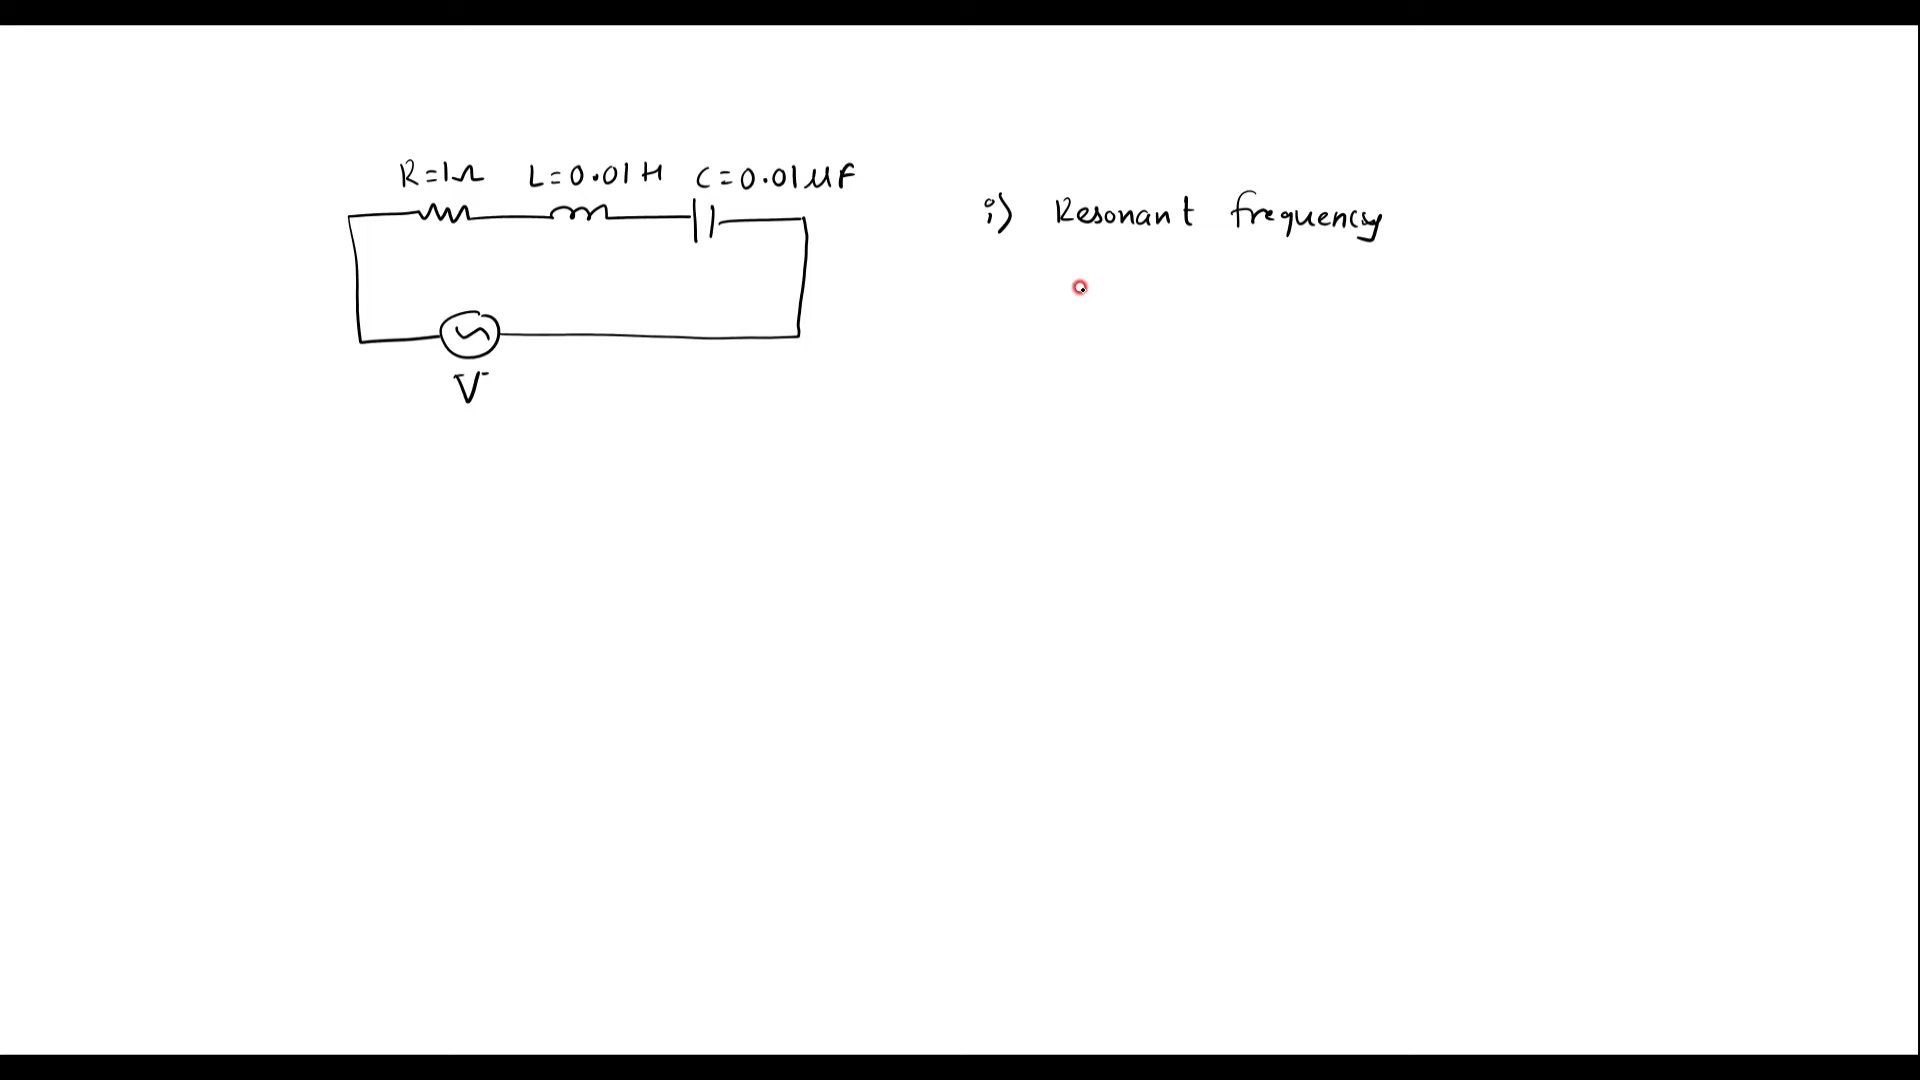 R=1Ω L=0.01H C=0.01μF
i) Resonant frequency
V